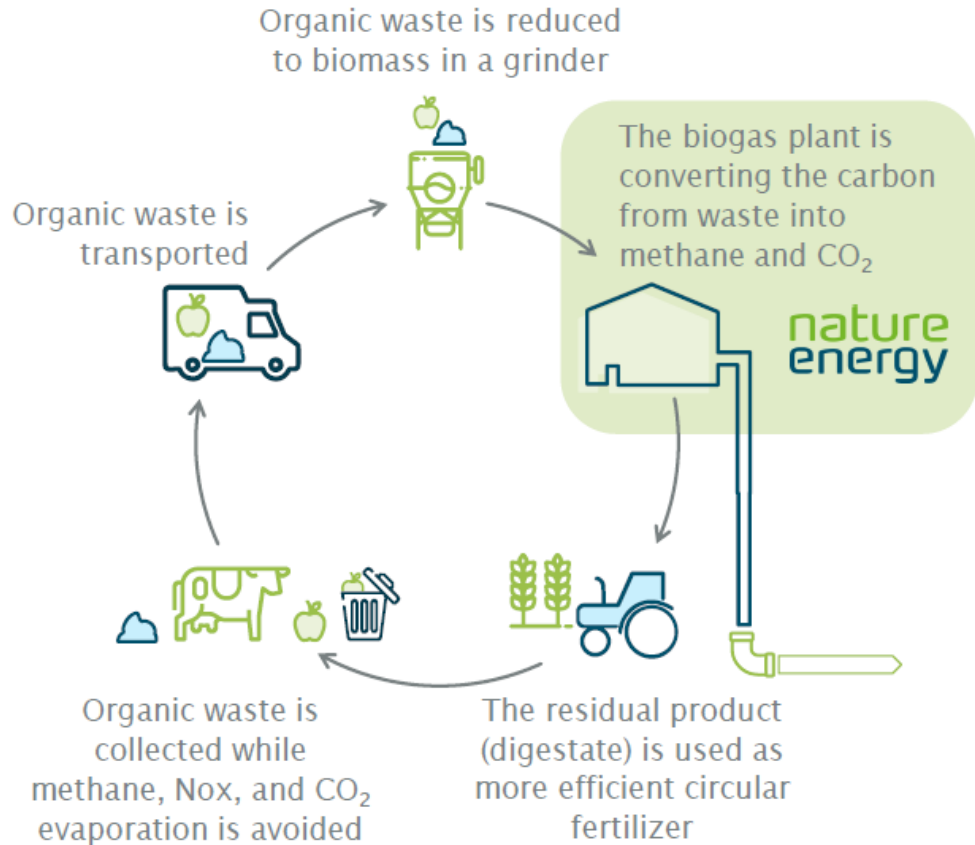 Organic waste is reduced
to biomass in a grinder
The biogas plant is
converting the carbon
from waste into
methane and CO₂
nature
energy
Organic waste is
transported
Organic waste is
collected while
methane, Nox, and CO₂
evaporation is avoided
The residual product
(digestate) is used as
more efficient circular
fertilizer